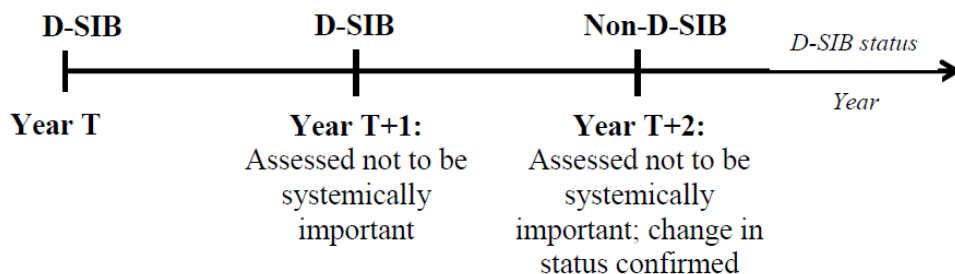 D-SIB D-SIB Non-D-SIB
D-SIB status
Year
Year T Year T+1: Year T+2:
Assessed not to be Assessed not to be
systemically systemically
important important; change in
status confirmed